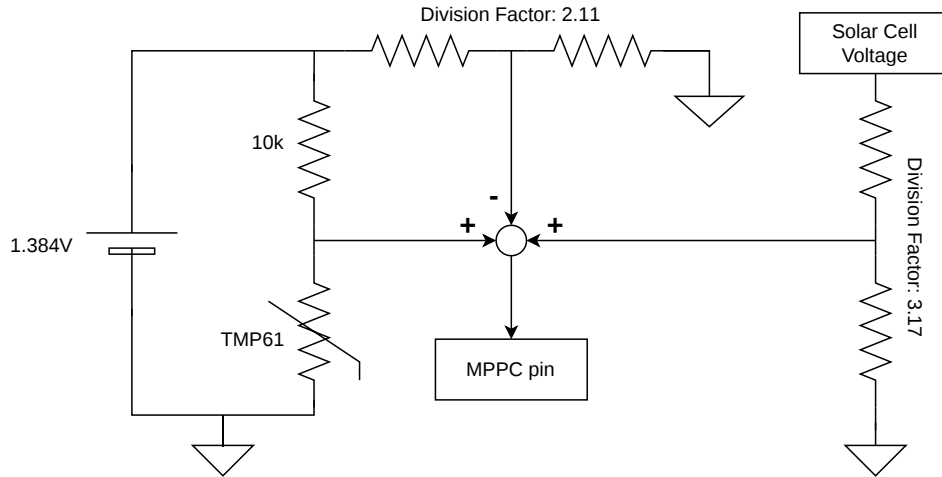 Division Factor: 2.11
Solar Cell
Voltage
10k
-
+
+
1.384V
Division Factor: 3.17
TMP61
MPPC pin